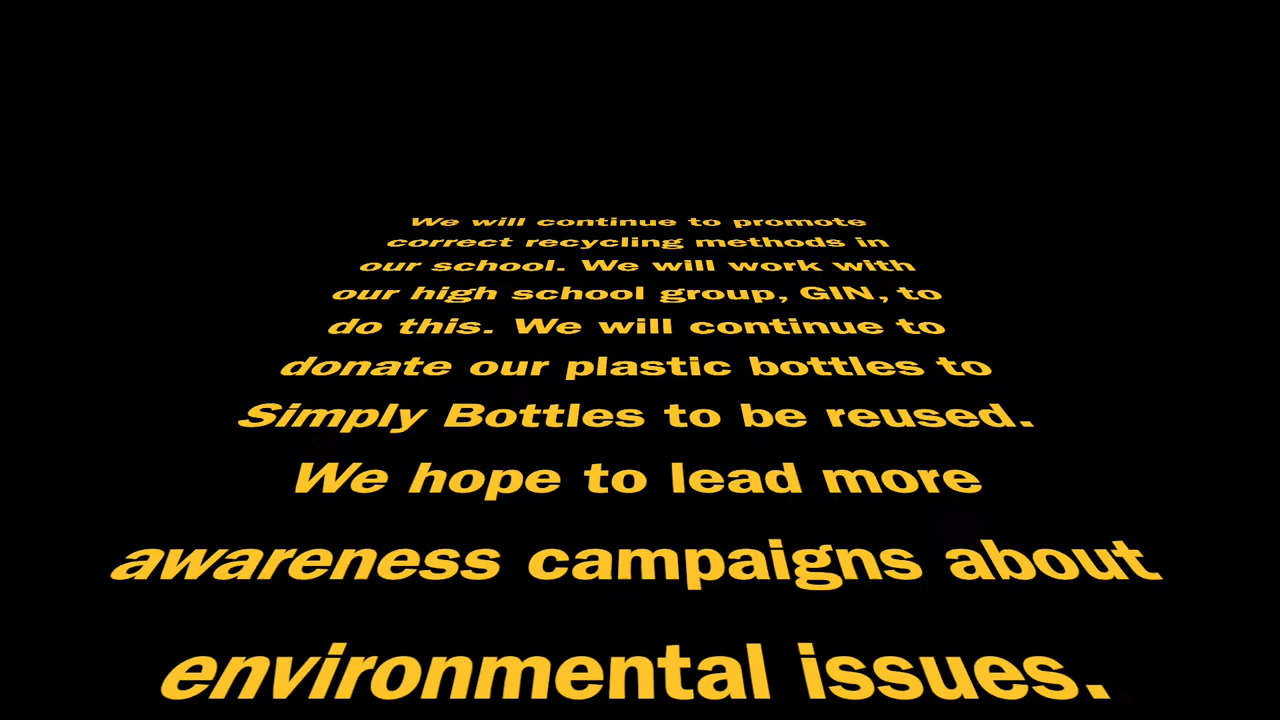 We will continue to promote
correct recycling methods in
our school. We will work with
our high school group, GIN, to
do this. We will continue to
donate our plastic bottles to
Simply Bottles to be reused.
We hope to lead more
awareness campaigns about
environmental issues.